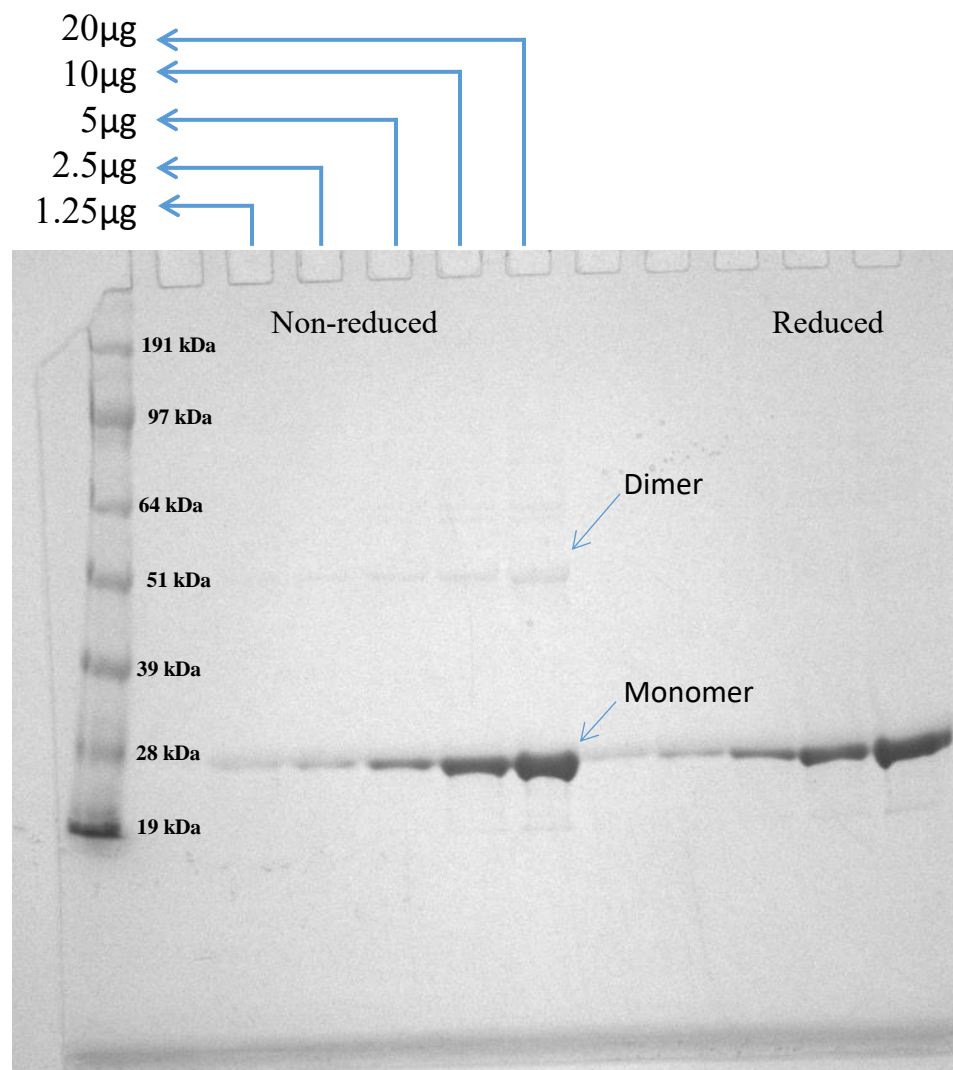 20µg
10µg
5µg
2.5µg
1.25µg
Non-reduced
Reduced
191 kDa
97 kDa
Dimer
64 kDa
51 kDa
39 kDa
Monomer
28 kDa
19 kDa